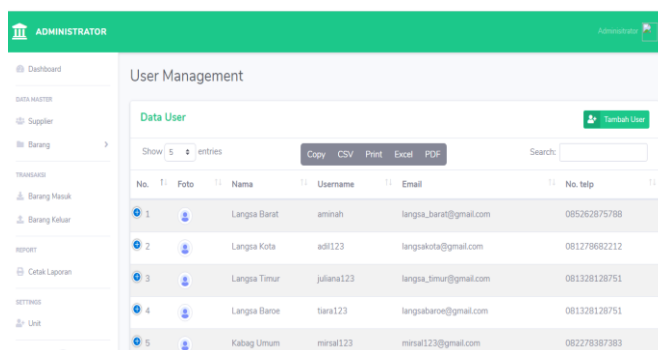 ADMINISTRATOR
Administrator
Dashboard
User Management
DATA MASTER
Supplier
Data User
Tambah User
Barang
Show 5 entries
Copy CSV Print Excel PDF
Search:
TRANSAKSI
No. Foto Nama Username Email No. telp
Barang Masuk
1 Langsa Barat aminah langsa_barat@gmail.com 085262875788
Barang Keluar
2 Langsa Kota adil123 langsakota@gmail.com 081278682212
REPORT
Cetak Laporan
3 Langsa Timur juliana123 langsa_timur@gmail.com 081328128751
SETTINGS
4 Langsa Baroe tiara123 langsabaroe@gmail.com 081328128751
Unit
5 Kabag Umum mirsal123 mirsal123@gmail.com 082278387383